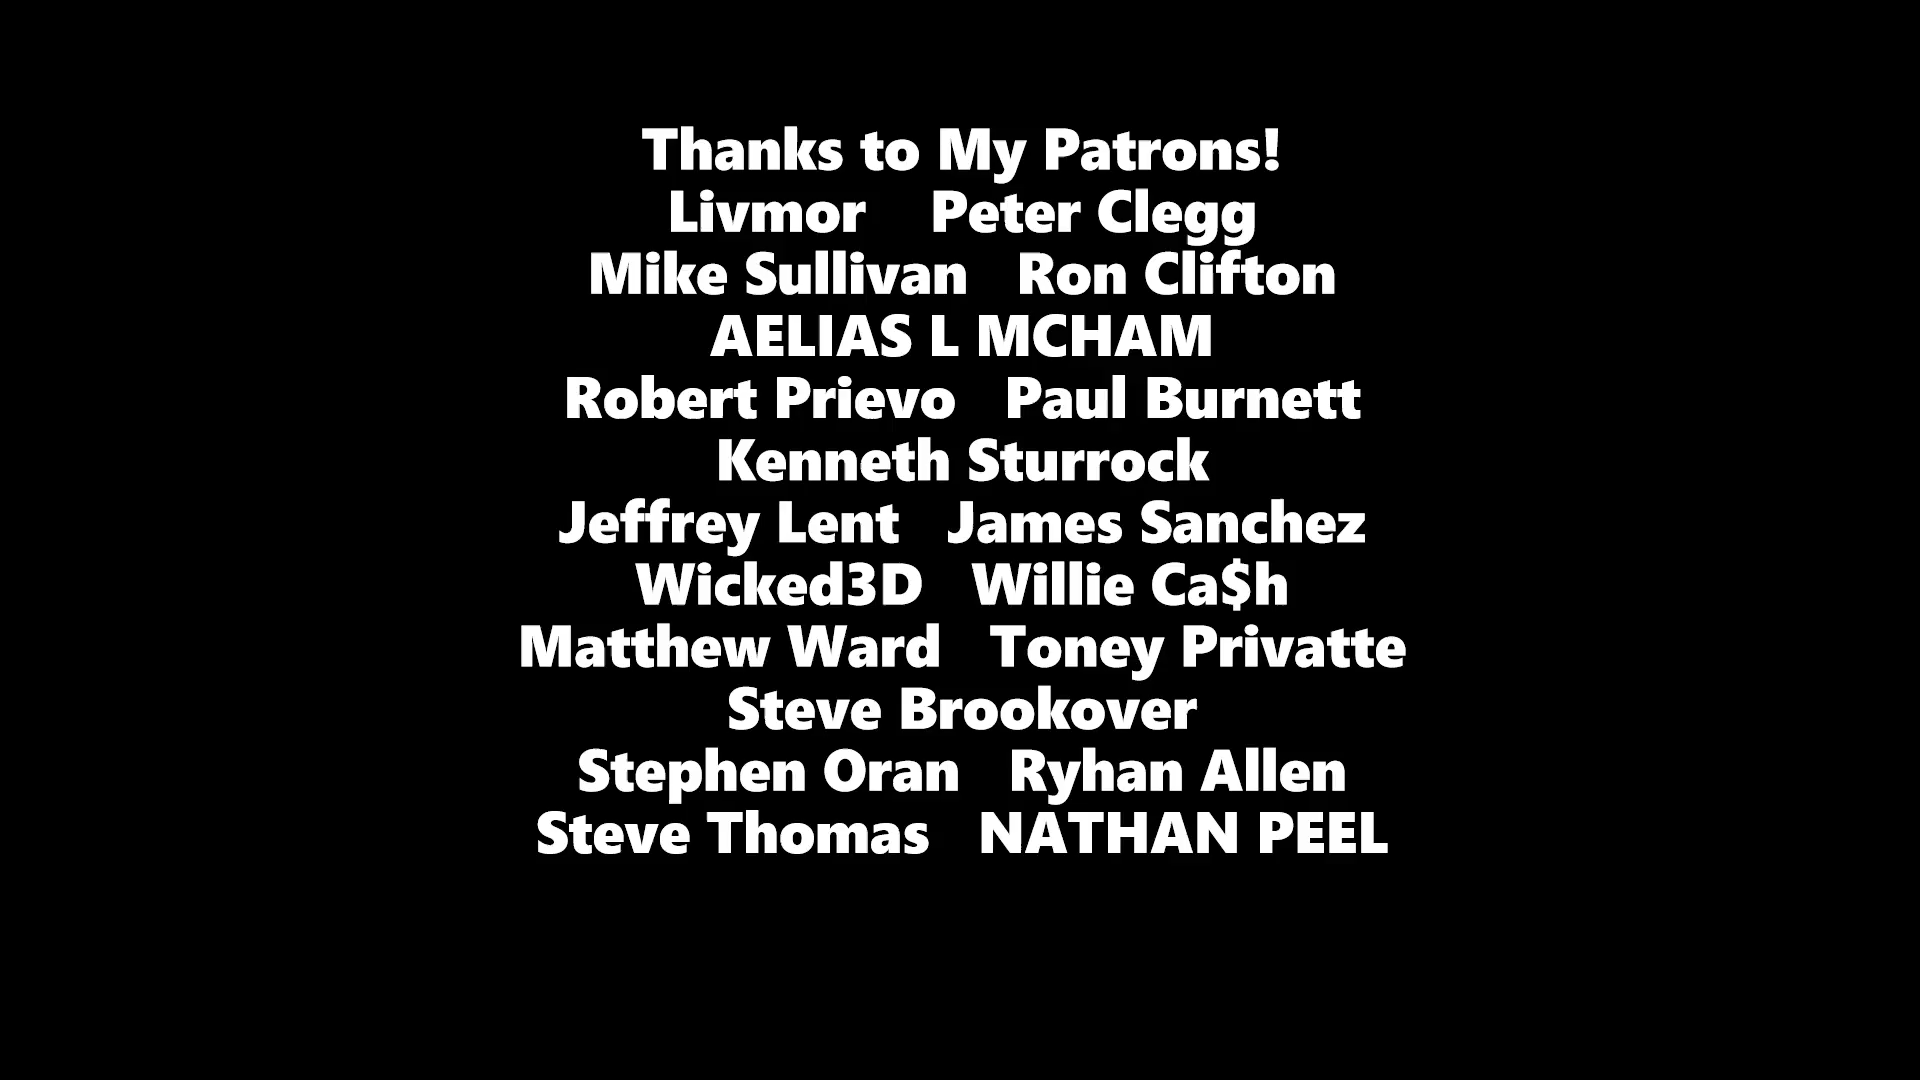 Thanks to My Patrons!
Livmor Peter Clegg
Mike Sullivan Ron Clifton
AELIAS L MCHAM
Robert Prievo Paul Burnett
Kenneth Sturrock
Jeffrey Lent James Sanchez
Wicked3D Willie Ca$h
Matthew Ward Toney Privatte
Steve Brookover
Stephen Oran Ryhan Allen
Steve Thomas NATHAN PEEL